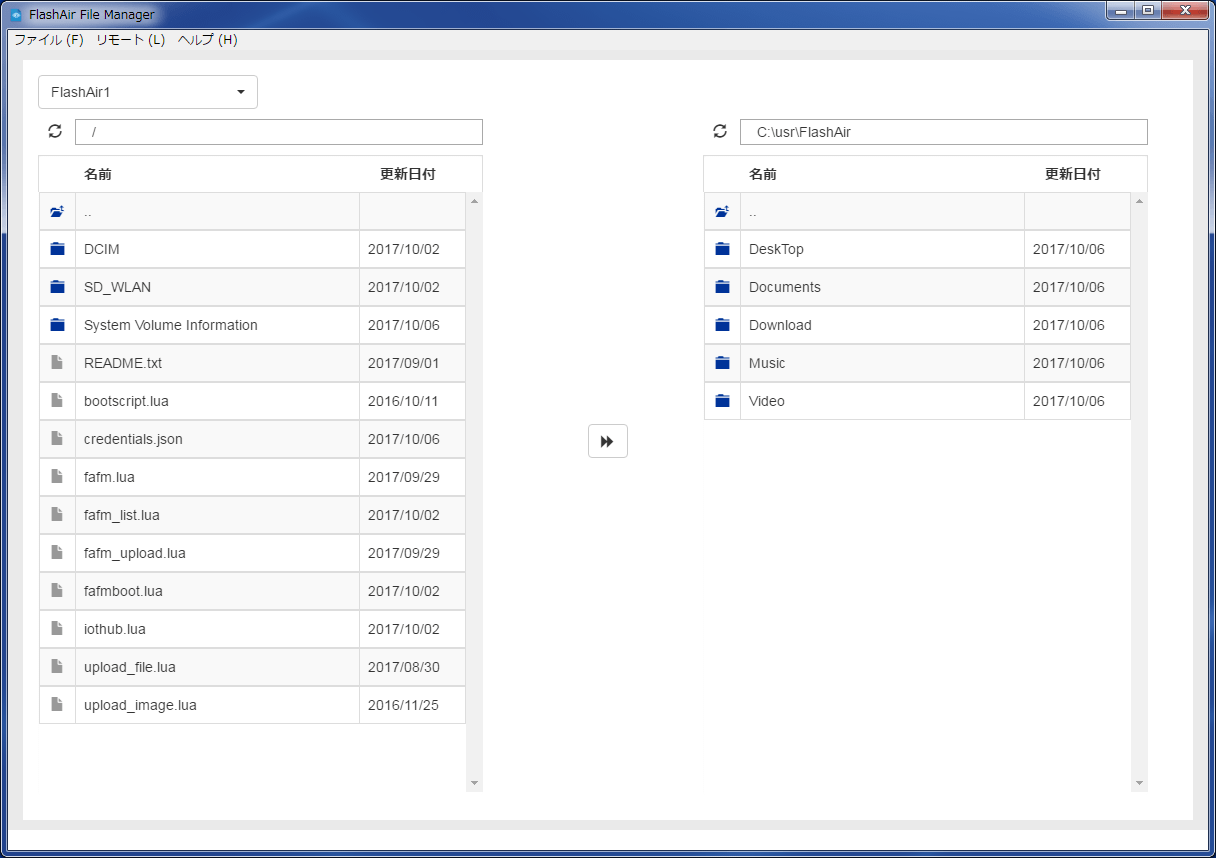 FlashAir File Manager
ファイル (F) リモート (L) ヘルプ (H)
FlashAir1
/
名前 更新日付
..
DCIM 2017/10/02
SD_WLAN 2017/10/02
System Volume Information 2017/10/06
README.txt 2017/09/01
bootscript.lua 2016/10/11
credentials.json 2017/10/06
fafm.lua 2017/09/29
fafm_list.lua 2017/10/02
fafm_upload.lua 2017/09/29
fafmboot.lua 2017/10/02
iothub.lua 2017/10/02
upload_file.lua 2017/08/30
upload_image.lua 2016/11/25
C:\usr\FlashAir
名前 更新日付
..
DeskTop 2017/10/06
Documents 2017/10/06
Download 2017/10/06
Music 2017/10/06
Video 2017/10/06